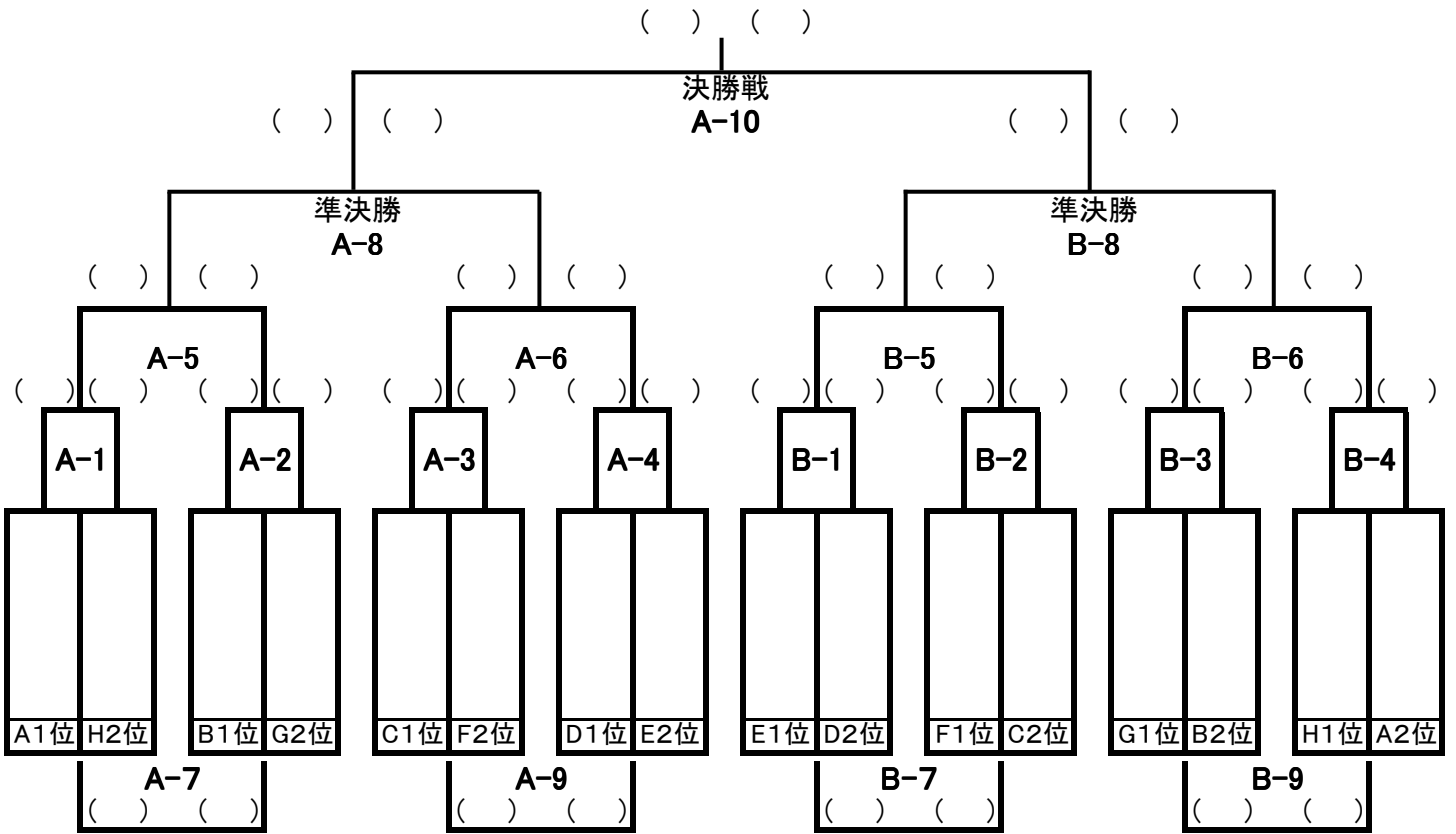 (　) (　)
決勝戦
A-10
(　) (　) (　) (　)
準決勝 準決勝
A-8 B-8
(　) (　) (　) (　) (　) (　) (　) (　)
A-5 A-6 B-5 B-6
(　) (　) (　) (　) (　) (　) (　) (　) (　) (　) (　) (　) (　) (　) (　) (　)
A-1 A-2 A-3 A-4 B-1 B-2 B-3 B-4
A1位 H2位 B1位 G2位 C1位 F2位 D1位 E2位 E1位 D2位 F1位 C2位 G1位 B2位 H1位 A2位
A-7 A-9 B-7 B-9
(　) (　) (　) (　) (　) (　) (　) (　)